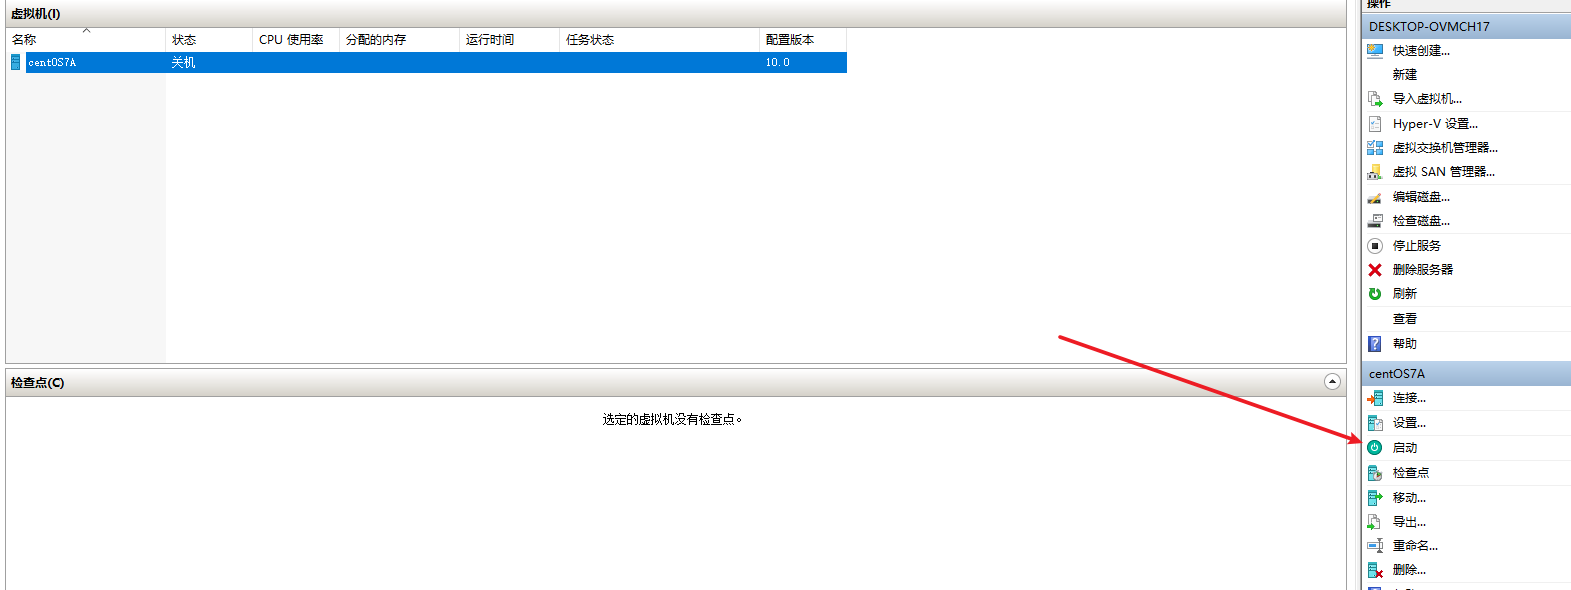 虚拟机(I)
名称 状态 CPU 使用率 分配的内存 运行时间 任务状态 配置版本
centOS7A 关机 10.0
检查点(C)
选定的虚拟机没有检查点。
操作
DESKTOP-OVMCH17
快速创建...
新建
导入虚拟机...
Hyper-V 设置...
虚拟交换机管理器...
虚拟 SAN 管理器...
编辑磁盘...
检查磁盘...
停止服务
删除服务器
刷新
查看
帮助
centOS7A
连接...
设置...
启动
检查点
移动...
导出...
重命名...
删除...